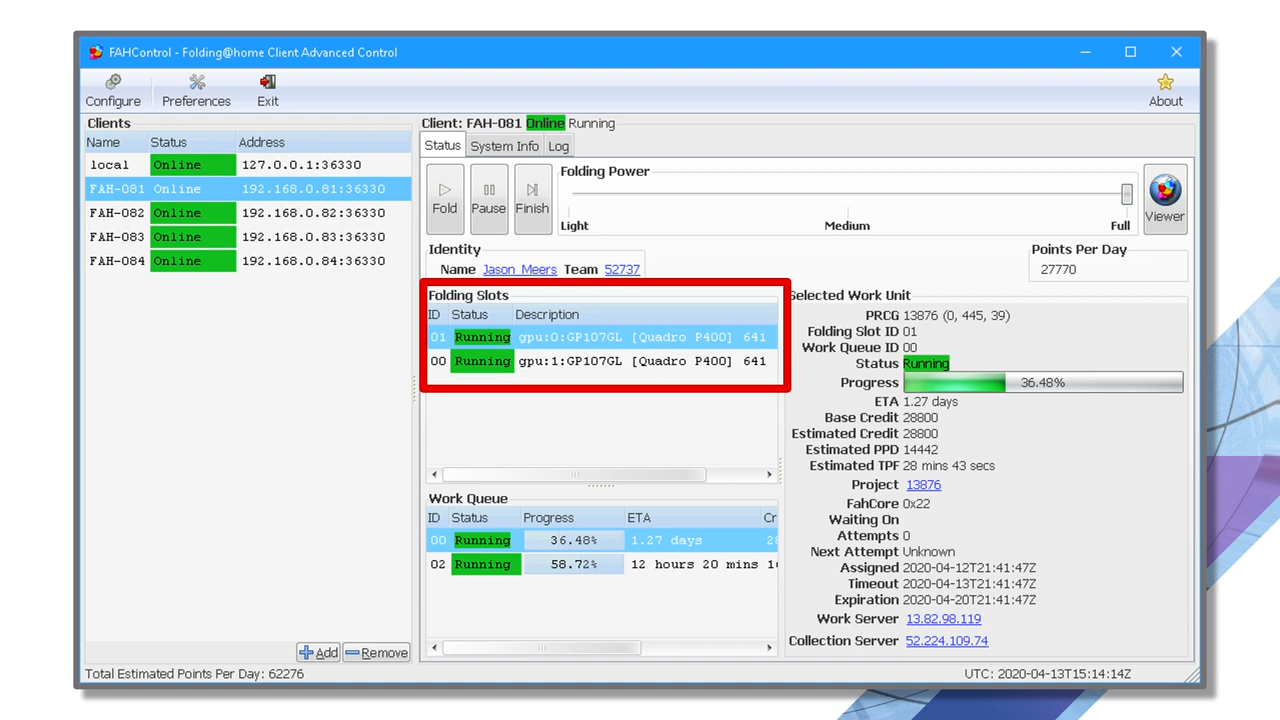 FAHControl - Folding@home Client Advanced Control
Configure Preferences Exit About
Clients
Name Status Address
local Online 127.0.0.1:36330
FAH-081 Online 192.168.0.81:36330
FAH-082 Online 192.168.0.82:36330
FAH-083 Online 192.168.0.83:36330
FAH-084 Online 192.168.0.84:36330
Add Remove
Client: FAH-081 Online Running
Status System Info Log
Fold Pause Finish
Folding Power
Light Medium Full
Viewer
Identity
Name Jason Meers Team 52737
Points Per Day
27770
Folding Slots
ID Status Description
01 Running gpu:0:GP107GL [Quadro P400] 641
00 Running gpu:1:GP107GL [Quadro P400] 641
Work Queue
ID Status Progress ETA Cr
00 Running 36.48% 1.27 days
02 Running 58.72% 12 hours 20 mins
Selected Work Unit
PRCG 13876 (0, 445, 39)
Folding Slot ID 01
Work Queue ID 00
Status Running
Progress 36.48%
ETA 1.27 days
Base Credit 28800
Estimated Credit 28800
Estimated PPD 14442
Estimated TPF 28 mins 43 secs
Project 13876
FahCore 0x22
Waiting On
Attempts 0
Next Attempt Unknown
Assigned 2020-04-12T21:41:47Z
Timeout 2020-04-13T21:41:47Z
Expiration 2020-04-20T21:41:47Z
Work Server 13.82.98.119
Collection Server 52.224.109.74
Total Estimated Points Per Day: 62276
UTC: 2020-04-13T15:14:14Z